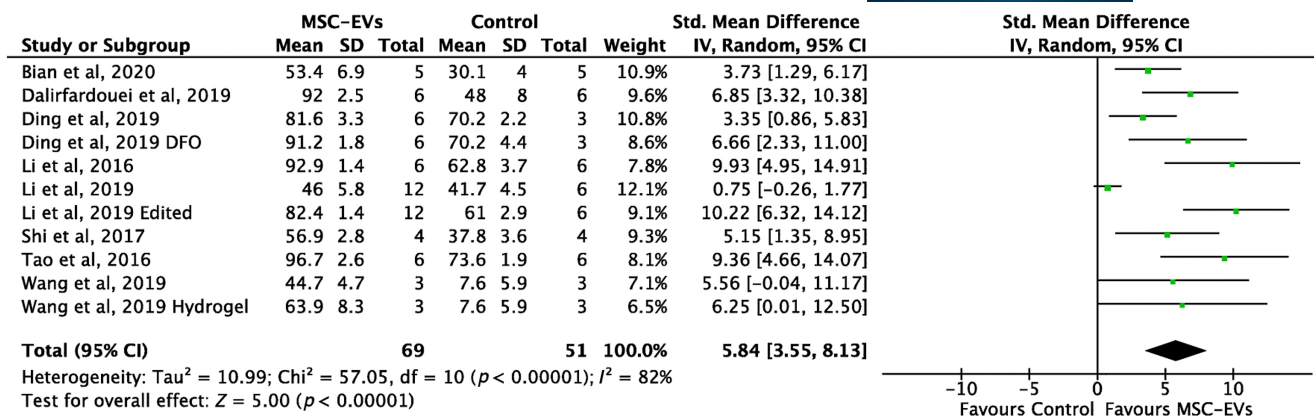 MSC-EVs Control Std. Mean Difference Std. Mean Difference
Study or Subgroup Mean SD Total Mean SD Total Weight IV, Random, 95% CI IV, Random, 95% CI
Bian et al, 2020 53.4 6.9 5 30.1 4 5 10.9% 3.73 [1.29, 6.17]
Dalirfardouei et al, 2019 92 2.5 6 48 8 6 9.6% 6.85 [3.32, 10.38]
Ding et al, 2019 81.6 3.3 6 70.2 2.2 3 10.8% 3.35 [0.86, 5.83]
Ding et al, 2019 DFO 91.2 1.8 6 70.2 4.4 3 8.6% 6.66 [2.33, 11.00]
Li et al, 2016 92.9 1.4 6 62.8 3.7 6 7.8% 9.93 [4.95, 14.91]
Li et al, 2019 46 5.8 12 41.7 4.5 6 12.1% 0.75 [−0.26, 1.77]
Li et al, 2019 Edited 82.4 1.4 12 61 2.9 6 9.1% 10.22 [6.32, 14.12]
Shi et al, 2017 56.9 2.8 4 37.8 3.6 4 9.3% 5.15 [1.35, 8.95]
Tao et al, 2016 96.7 2.6 6 73.6 1.9 6 8.1% 9.36 [4.66, 14.07]
Wang et al, 2019 44.7 4.7 3 7.6 5.9 3 7.1% 5.56 [−0.04, 11.17]
Wang et al, 2019 Hydrogel 63.9 8.3 3 7.6 5.9 3 6.5% 6.25 [0.01, 12.50]
Total (95% CI) 69 51 100.0% 5.84 [3.55, 8.13]
Heterogeneity: Tau² = 10.99; Chi² = 57.05, df = 10 (p < 0.00001); I² = 82%
Test for overall effect: Z = 5.00 (p < 0.00001)
−10 −5 0 5 10
Favours Control Favours MSC-EVs